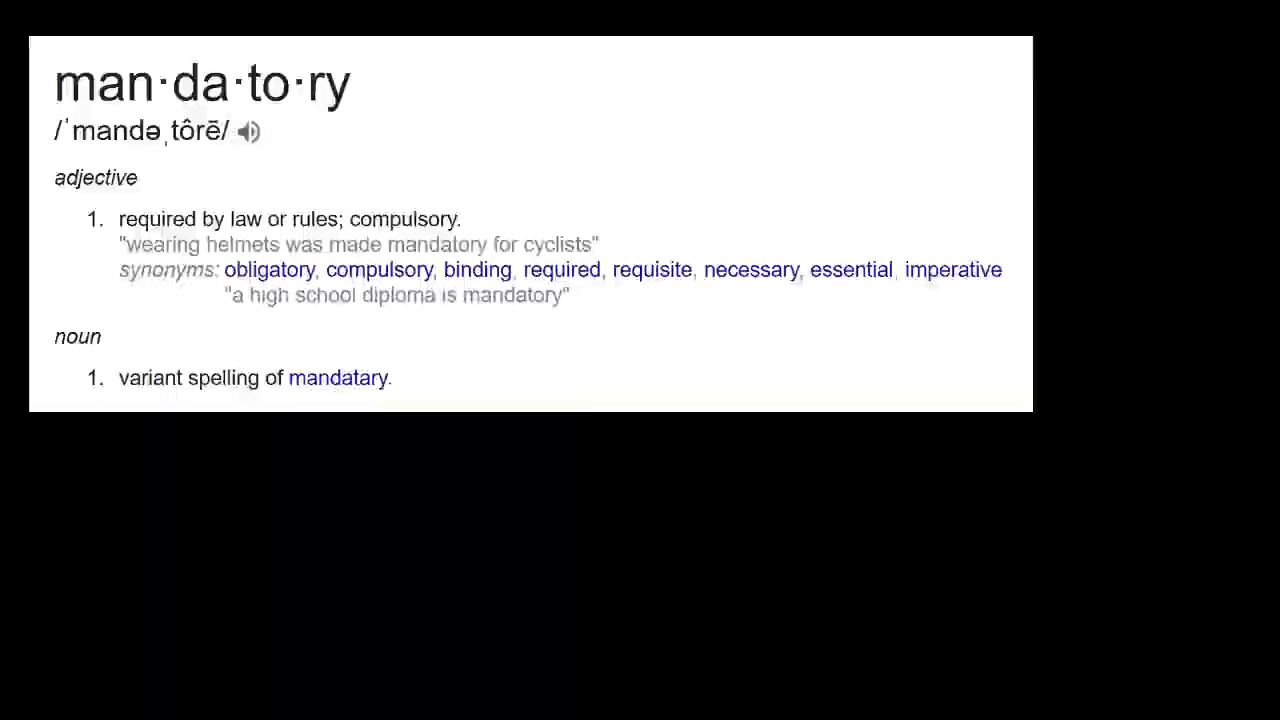 man·da·to·ry
/ˈmandəˌtôrē/
adjective
1. required by law or rules; compulsory.
"wearing helmets was made mandatory for cyclists"
synonyms: obligatory, compulsory, binding, required, requisite, necessary, essential, imperative
"a high school diploma is mandatory"
noun
1. variant spelling of mandatary.